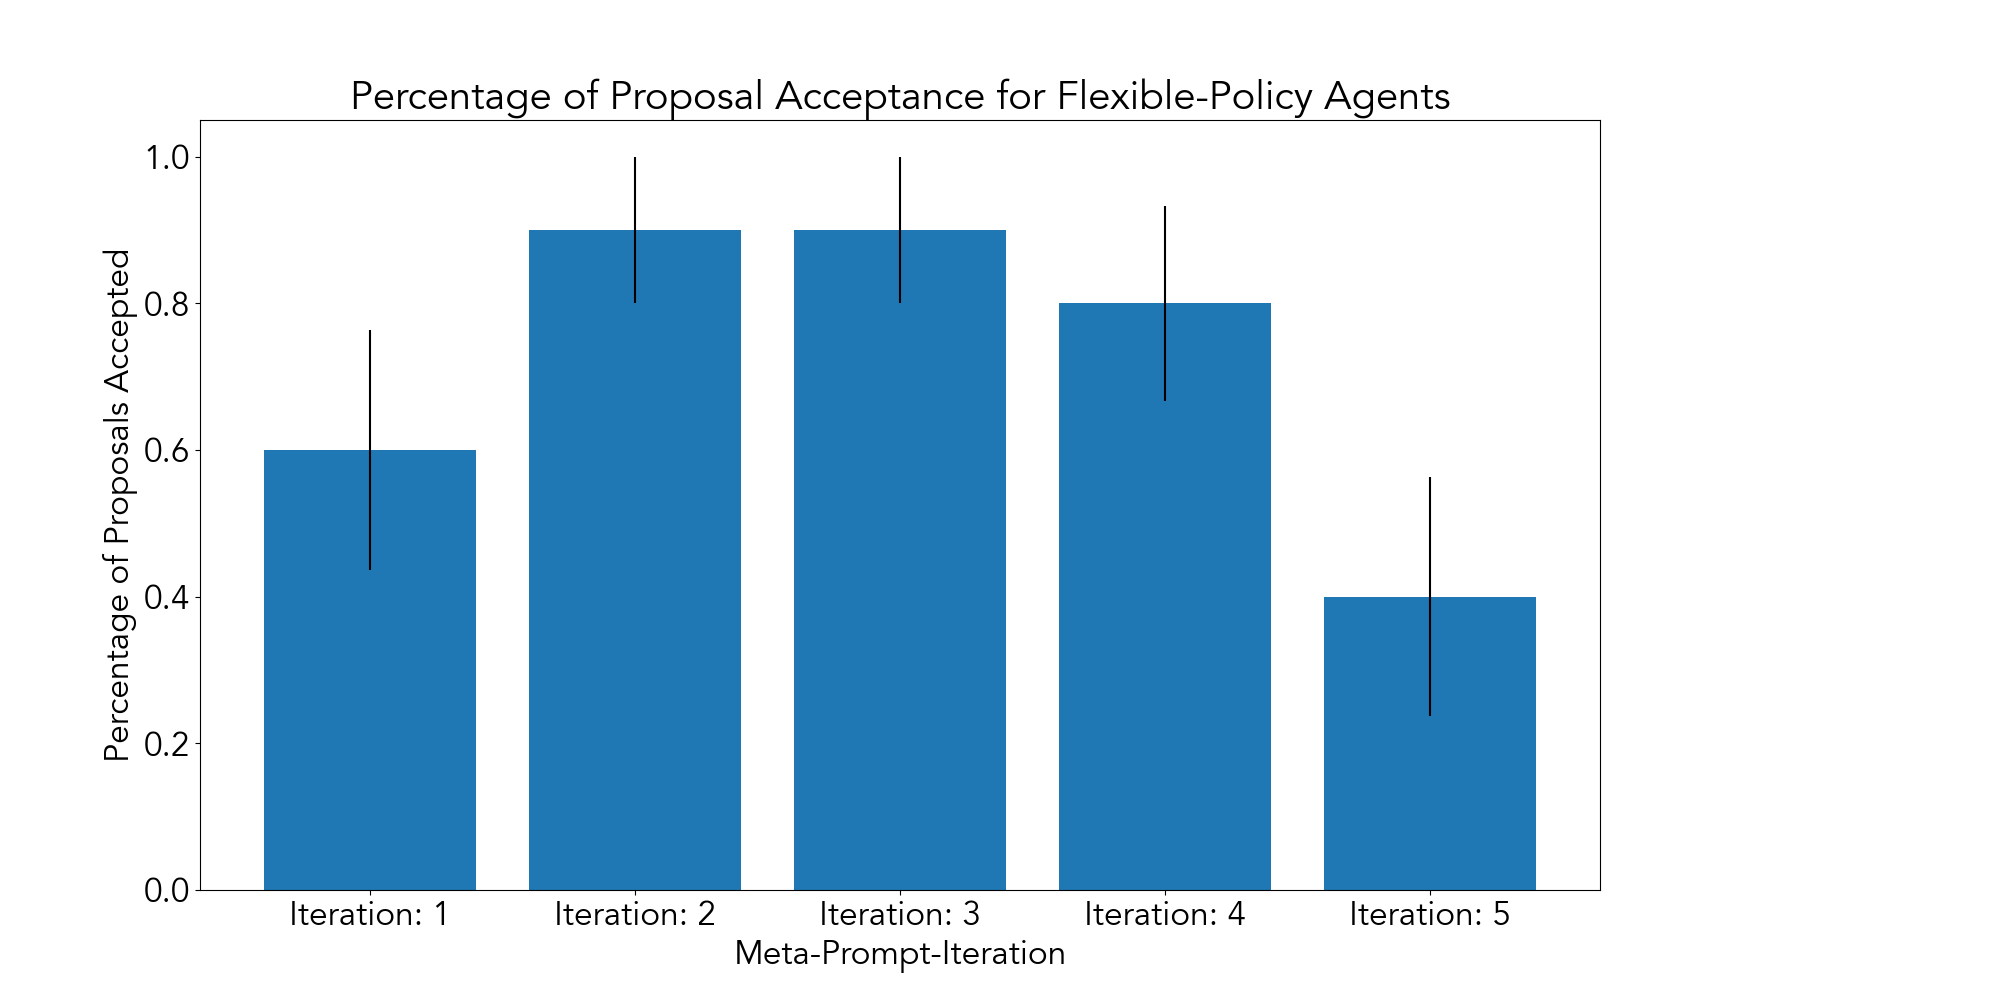 Percentage of Proposal Acceptance for Flexible-Policy Agents
Percentage of Proposals Accepted
1.0
0.8
0.6
0.4
0.2
0.0
Iteration: 1
Iteration: 2
Iteration: 3
Iteration: 4
Iteration: 5
Meta-Prompt-Iteration